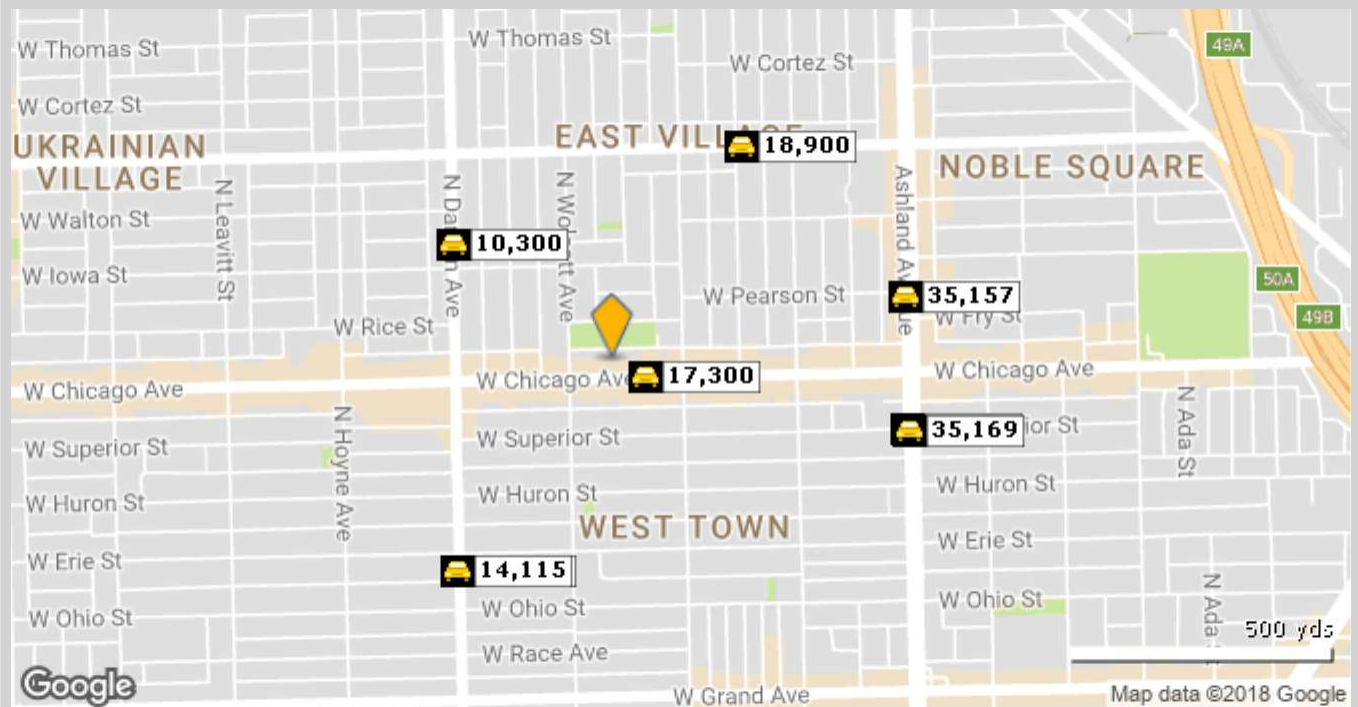 W Thomas St
W Thomas St
49A
W Cortez St
W Cortez St
UKRAINIAN
VILLAGE
EAST VILLAGE
18,900
NOBLE SQUARE
N Leavitt St
N Damen Ave
N Wolcott Ave
Ashland Avenue
W Walton St
10,300
W Iowa St
50A
W Pearson St
35,157
49B
W Rice St
W Fry St
W Chicago Ave
W Chicago Ave
17,300
W Chicago Ave
N Hoyne Ave
N Ada St
W Superior St
W Superior St
35,169
ior St
W Huron St
W Huron St
W Huron St
WEST TOWN
W Erie St
W Erie St
14,115
W Ohio St
W Ohio St
W Ohio St
N Ada St
500 yds
W Race Ave
Google
W Grand Ave
Map data ©2018 Google